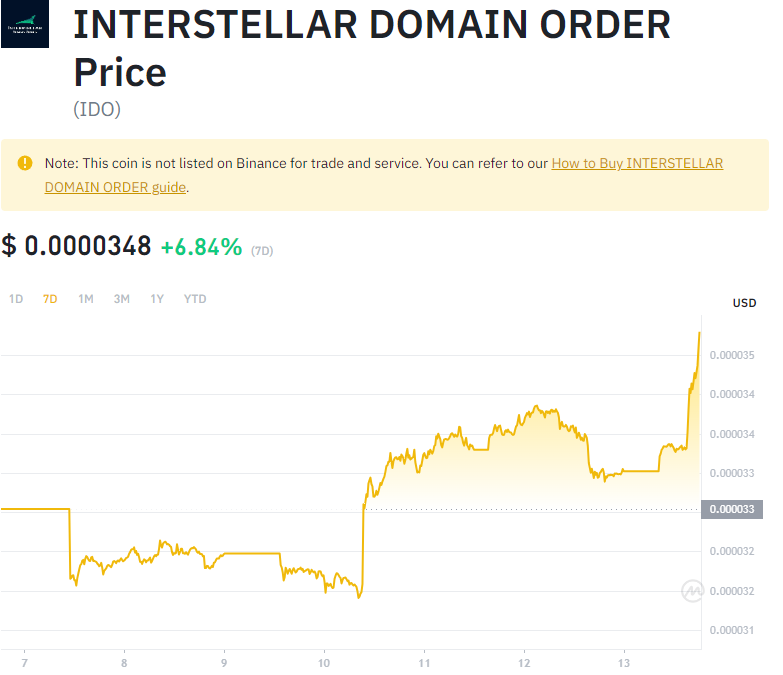 INTERSTELLAR DOMAIN ORDER
Price
(IDO)
Note: This coin is not listed on Binance for trade and service. You can refer to our How to Buy INTERSTELLAR
DOMAIN ORDER guide.
$ 0.0000348 +6.84% (7D)
1D 7D 1M 3M 1Y YTD
USD
0.000035
0.000034
0.000034
0.000033
0.000033
0.000032
0.000032
0.000031
7 8 9 10 11 12 13